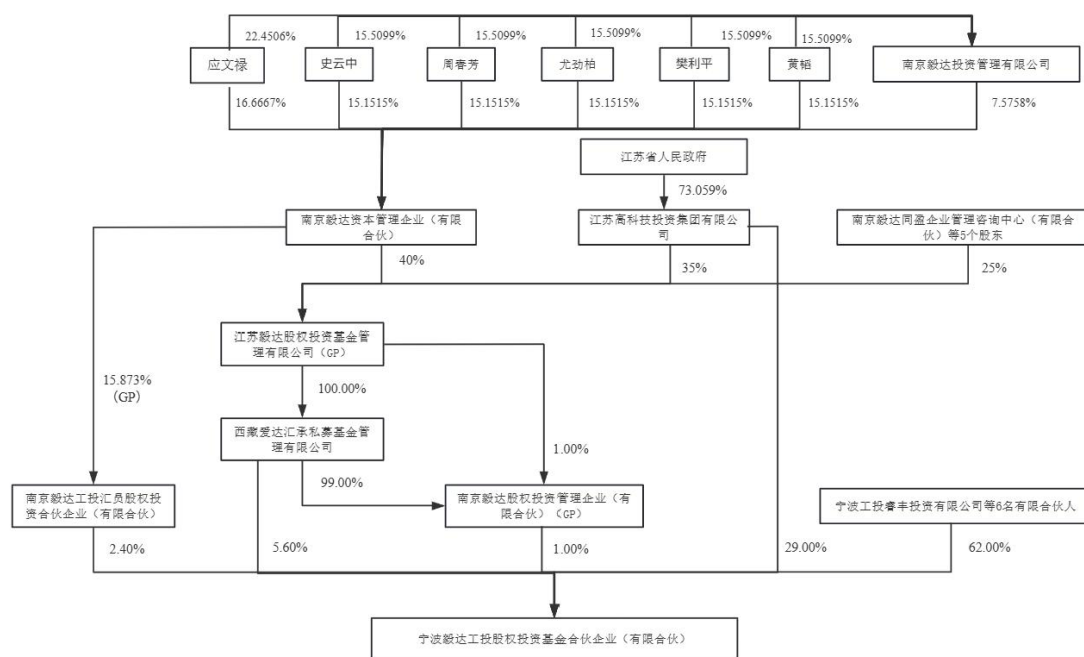 22.4506%
15.5099%
15.5099%
15.5099%
15.5099%
15.5099%
应文禄
史云中
周春芳
尤劲柏
樊利平
黄韬
南京毅达投资管理有限公司
16.6667%
15.1515%
15.1515%
15.1515%
15.1515%
15.1515%
7.5758%
江苏省人民政府
73.059%
南京毅达资本管理企业（有限
合伙）
江苏高科技投资集团有限公
司
南京毅达同盈企业管理咨询中心（有限合
伙）等5个股东
40%
35%
25%
江苏毅达股权投资基金
管理有限公司（GP）
15.873%
（GP）
100.00%
西藏爱达汇承私募基金管
理有限公司
1.00%
99.00%
南京毅达工投汇员股权投
资合伙企业（有限合伙）
南京毅达股权投资管理企业（有
限合伙）（GP）
宁波工投睿丰投资有限公司等6名有限合伙人
2.40%
5.60%
1.00%
29.00%
62.00%
宁波毅达工投股权投资基金合伙企业（有限合伙）